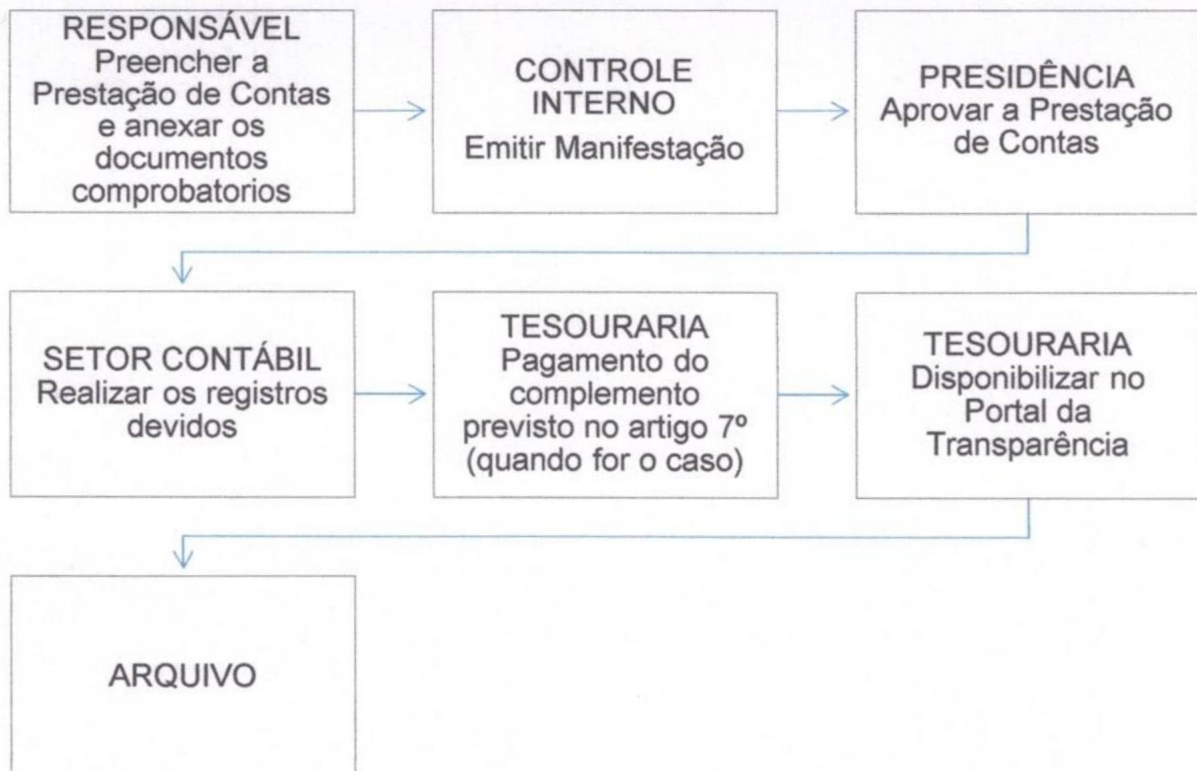 RESPONSÁVEL
Preencher a
Prestação de Contas
e anexar os
documentos
comprobatorios
CONTROLE
INTERNO
Emitir Manifestação
PRESIDÊNCIA
Aprovar a Prestação
de Contas
SETOR CONTÁBIL
Realizar os registros
devidos
TESOURARIA
Pagamento do
complemento
previsto no artigo 7º
(quando for o caso)
TESOURARIA
Disponibilizar no
Portal da
Transparência
ARQUIVO